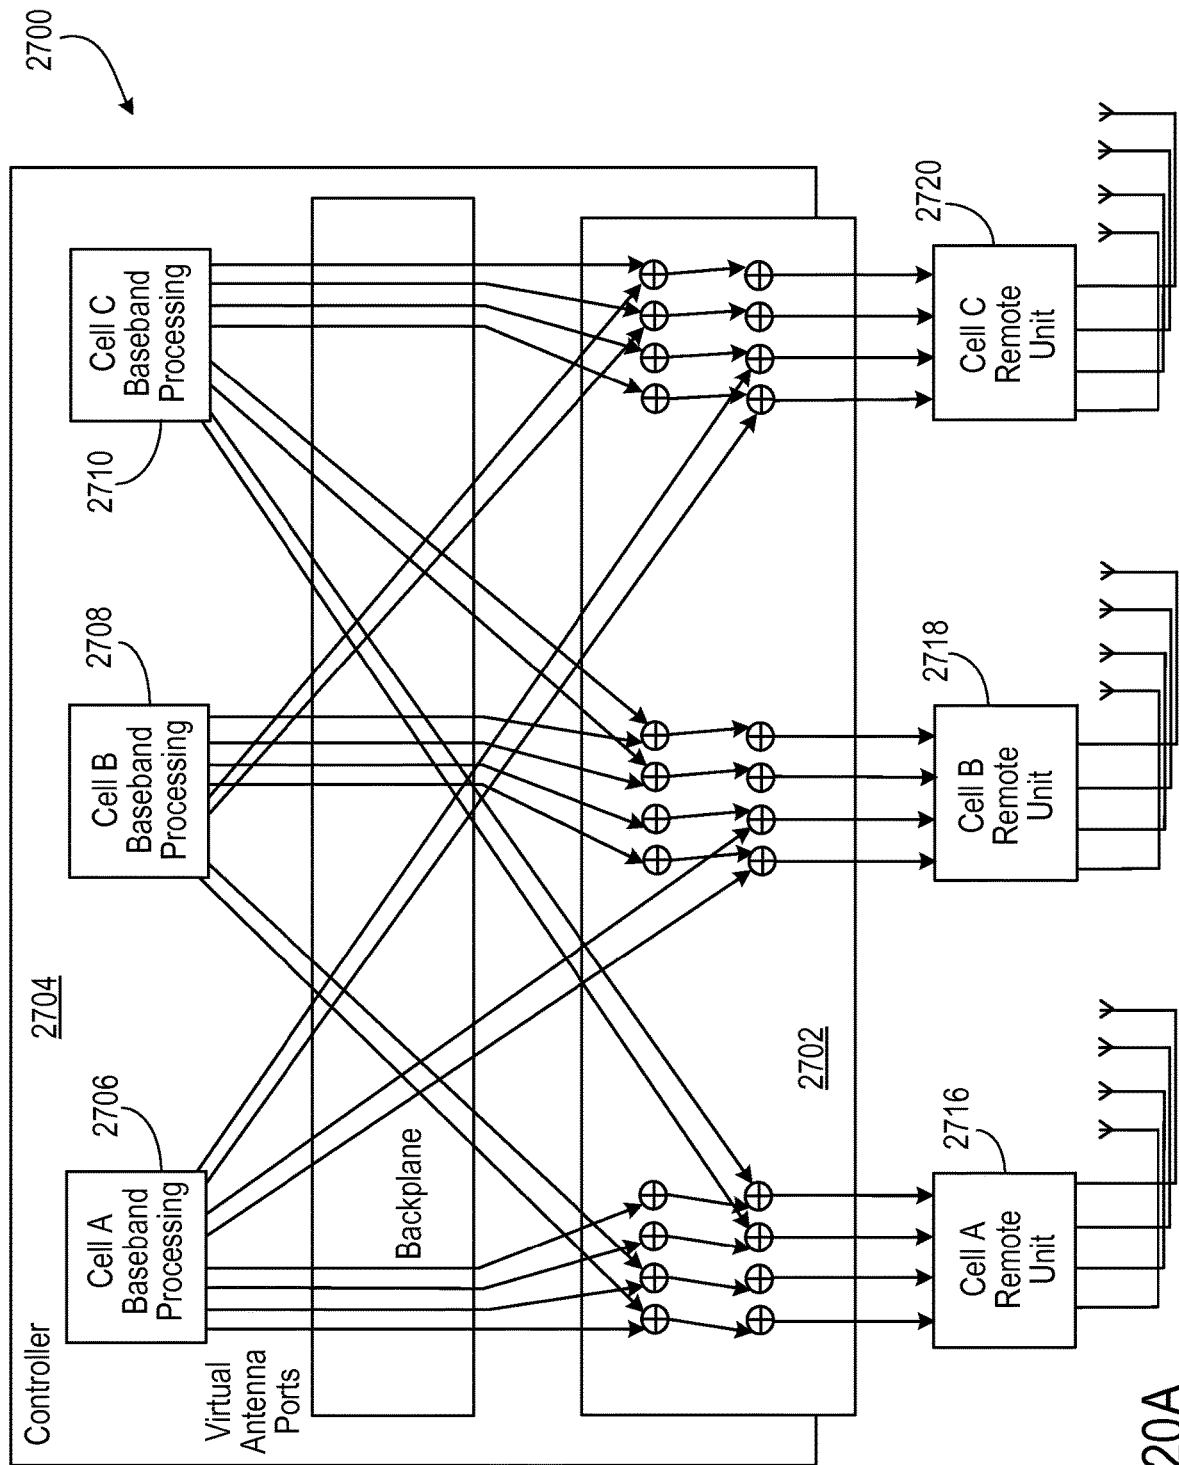 2700
Controller
2704
Cell A
Baseband
Processing
2706
Cell B
Baseband
Processing
2708
Cell C
Baseband
Processing
2710
Virtual
Antenna
Ports
Backplane
2702
Cell A
Remote
Unit
2716
Cell B
Remote
Unit
2718
Cell C
Remote
Unit
2720
20A